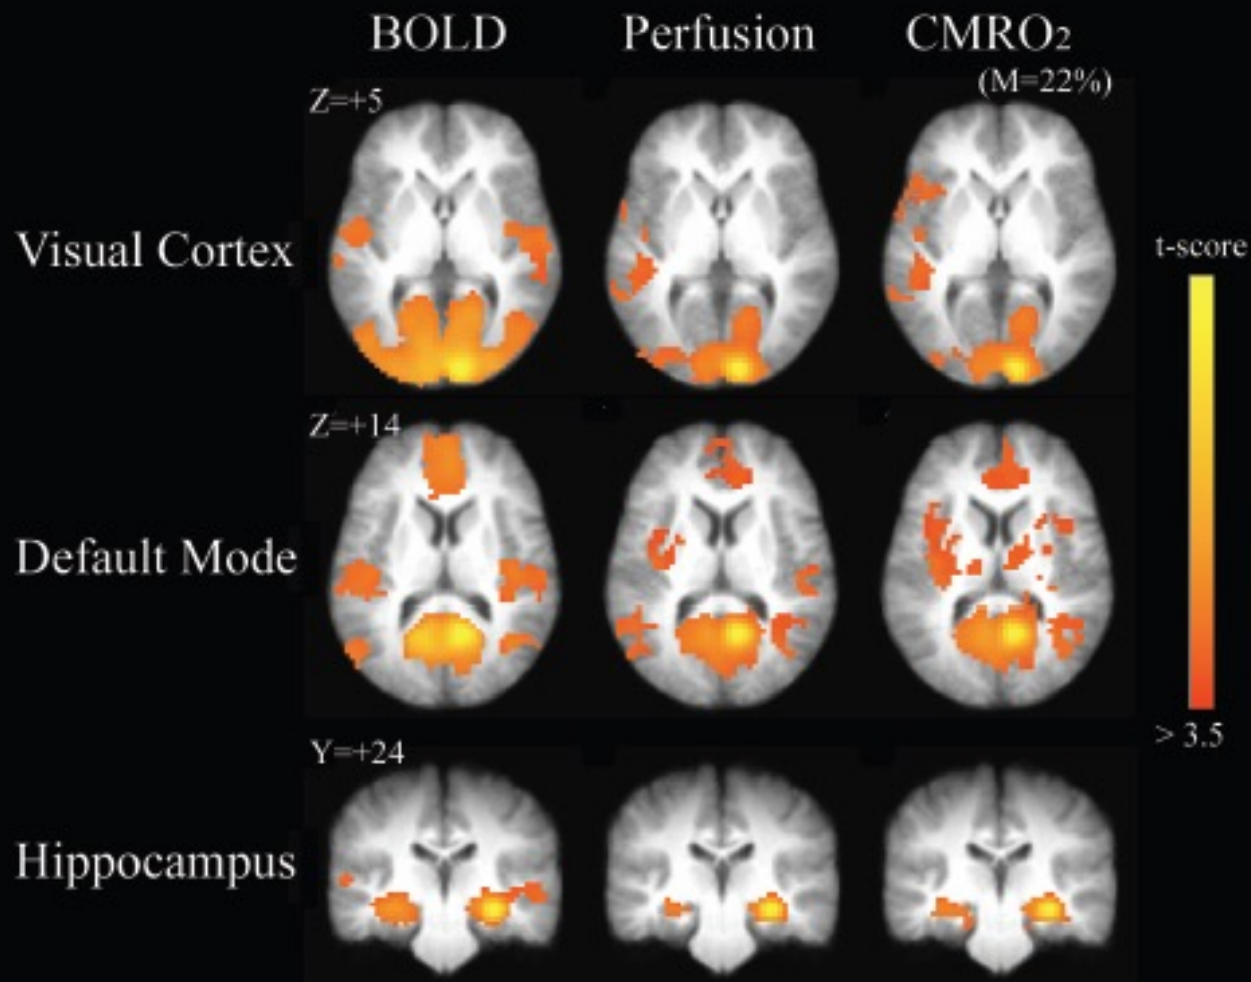 BOLD Perfusion CMRO₂
(M=22%)
Z=+5
Visual Cortex
t-score
Z=+14
Default Mode
> 3.5
Y=+24
Hippocampus